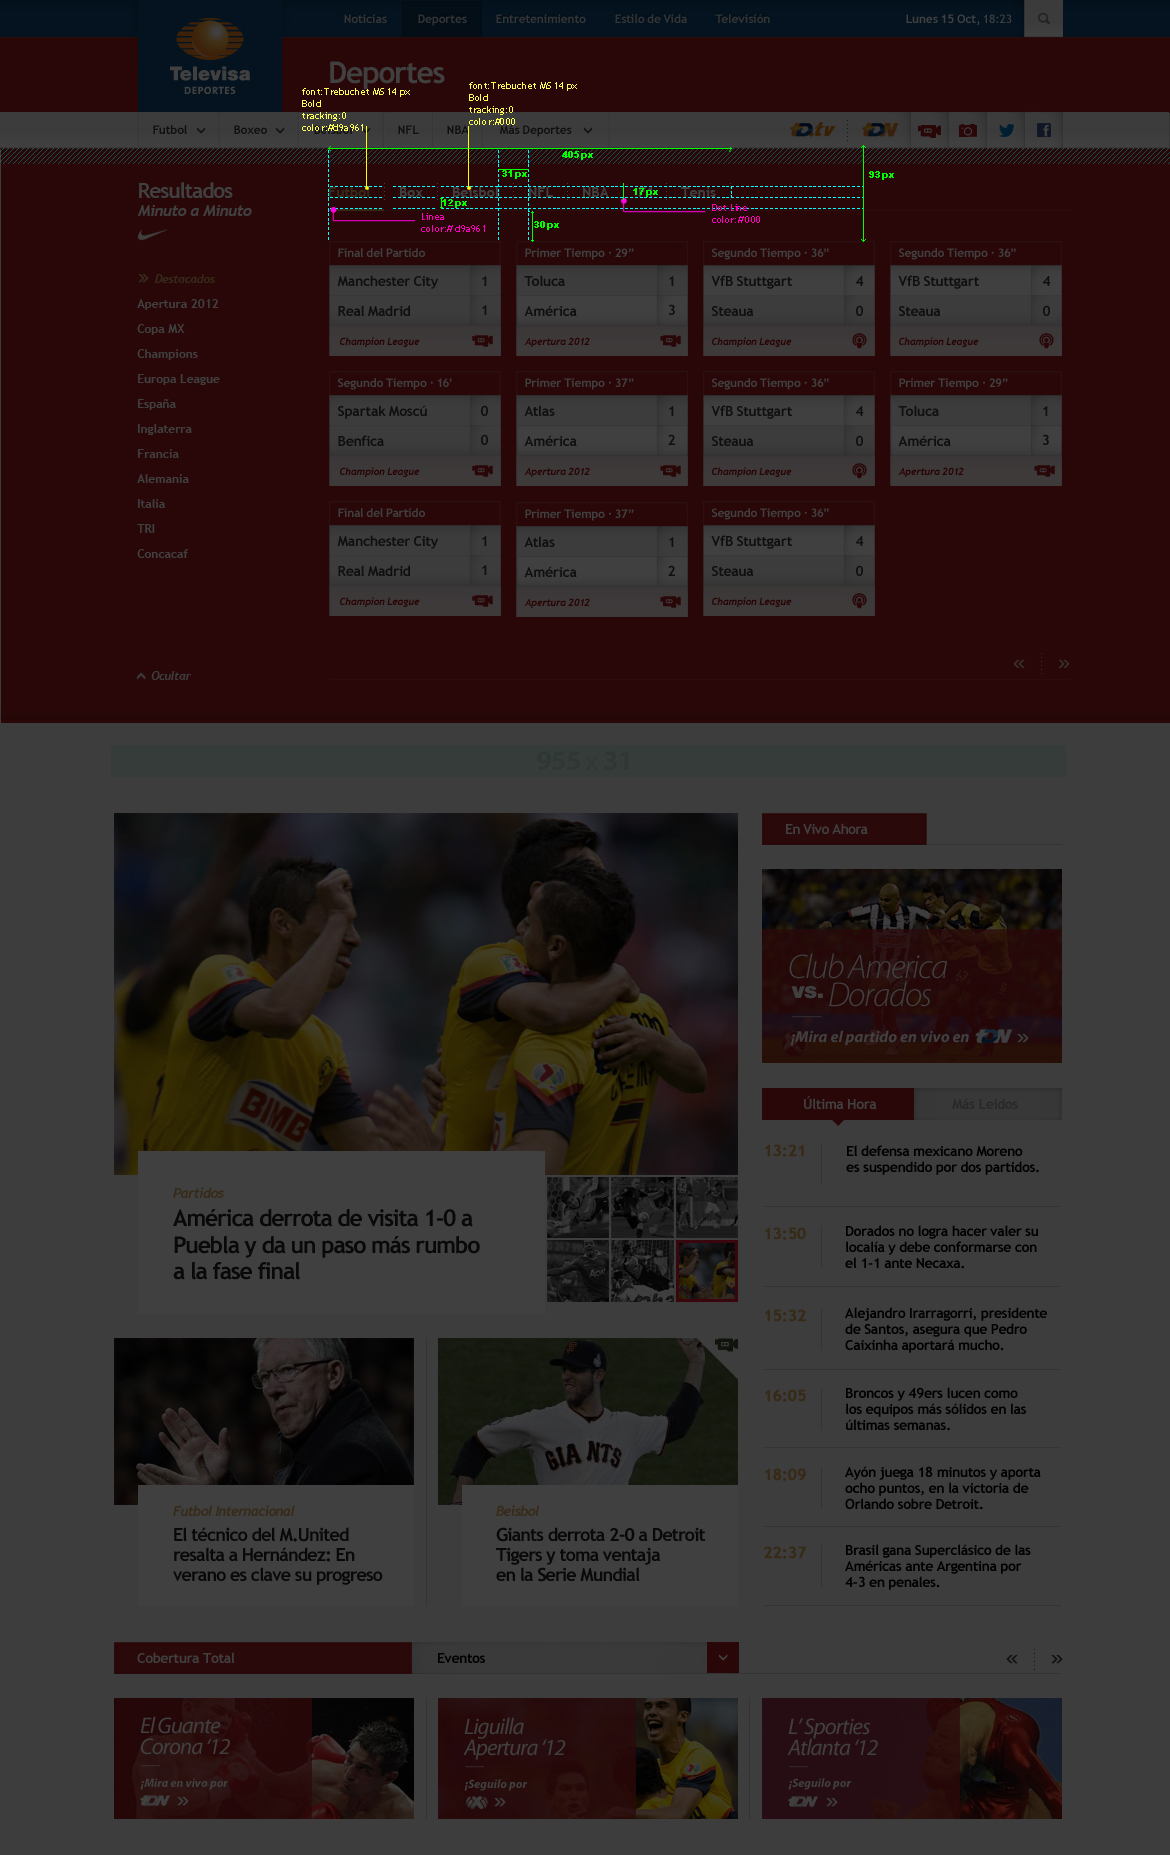 Noticias
Deportes
Entretenimiento
Estilo de Vida
Televisión
Lunes 15 Oct, 18:23
Televisa
DEPORTES
Deportes
font:Trebuchet MS 14 px
Bold
tracking:0
color:#d9a961
font:Trebuchet MS 14 px
Bold
tracking:0
color:#000
Futbol
Boxeo
NFL
NBA
Más Deportes
TDtv
TDN
405px
31px
93px
Futbol
Box
Beisbol
NFL
NBA
Tenis
17px
12px
30px
Linea
color:#d9a961
Dot Line
color:#000
Resultados
Minuto a Minuto
Destacados
Apertura 2012
Copa MX
Champions
Europa League
España
Inglaterra
Francia
Alemania
Italia
TRI
Concacaf
Ocultar
Final del Partido
Manchester City 1
Real Madrid 1
Champion League
Primer Tiempo · 29”
Toluca 1
América 3
Apertura 2012
Segundo Tiempo · 36”
VfB Stuttgart 4
Steaua 0
Champion League
Segundo Tiempo · 36”
VfB Stuttgart 4
Steaua 0
Champion League
Segundo Tiempo · 16’
Spartak Moscú 0
Benfica 0
Champion League
Primer Tiempo · 37”
Atlas 1
América 2
Apertura 2012
Segundo Tiempo · 36”
VfB Stuttgart 4
Steaua 0
Champion League
Primer Tiempo · 29”
Toluca 1
América 3
Apertura 2012
Final del Partido
Manchester City 1
Real Madrid 1
Champion League
Primer Tiempo · 37”
Atlas 1
América 2
Apertura 2012
Segundo Tiempo · 36”
VfB Stuttgart 4
Steaua 0
Champion League
955 x 31
BIMB
Partidos
América derrota de visita 1-0 a
Puebla y da un paso más rumbo
a la fase final
En Vivo Ahora
Club America
vs. Dorados
¡Mira el partido en vivo en TDN »
Última Hora
Más Leídos
13:21
El defensa mexicano Moreno
es suspendido por dos partidos.
13:50
Dorados no logra hacer valer su
localía y debe conformarse con
el 1-1 ante Necaxa.
15:32
Alejandro Irarragorri, presidente
de Santos, asegura que Pedro
Caixinha aportará mucho.
16:05
Broncos y 49ers lucen como
los equipos más sólidos en las
últimas semanas.
18:09
Ayón juega 18 minutos y aporta
ocho puntos, en la victoria de
Orlando sobre Detroit.
22:37
Brasil gana Superclásico de las
Américas ante Argentina por
4-3 en penales.
Futbol Internacional
El técnico del M.United
resalta a Hernández: En
verano es clave su progreso
GIANTS
Beisbol
Giants derrota 2-0 a Detroit
Tigers y toma ventaja
en la Serie Mundial
Cobertura Total
Eventos
El Guante
Corona ‘12
¡Mira en vivo por
TDN »
Liguilla
Apertura ‘12
¡Seguilo por
»
L’ Sporties
Atlanta ‘12
¡Seguilo por
TDN »